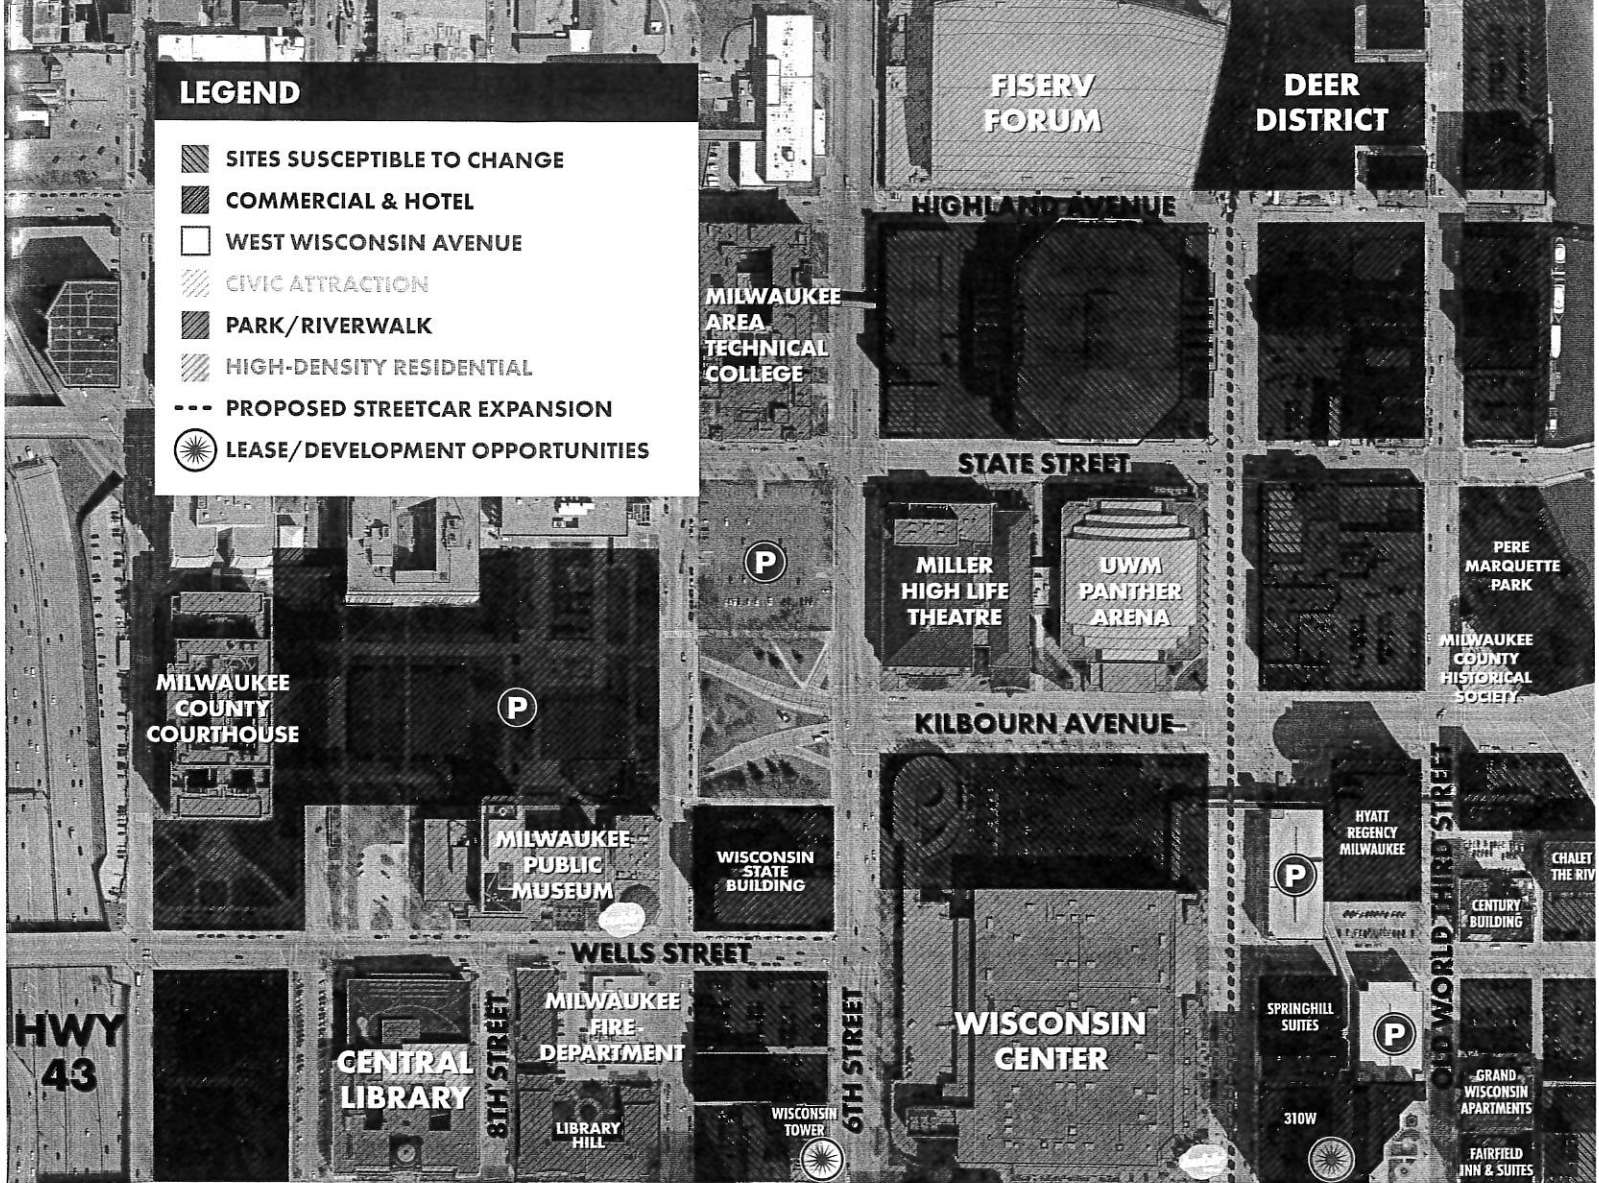 LEGEND
SITES SUSCEPTIBLE TO CHANGE
COMMERCIAL & HOTEL
WEST WISCONSIN AVENUE
CIVIC ATTRACTION
PARK/RIVERWALK
HIGH-DENSITY RESIDENTIAL
PROPOSED STREETCAR EXPANSION
LEASE/DEVELOPMENT OPPORTUNITIES
FISERV
FORUM
DEER
DISTRICT
HIGHLAND AVENUE
MILWAUKEE
AREA
TECHNICAL
COLLEGE
STATE STREET
P
MILLER
HIGH LIFE
THEATRE
UWM
PANTHER
ARENA
PERE
MARQUETTE
PARK
MILWAUKEE
COUNTY
HISTORICAL
SOCIETY
MILWAUKEE
COUNTY
COURTHOUSE
P
KILBOURN AVENUE
MILWAUKEE
PUBLIC
MUSEUM
WISCONSIN
STATE
BUILDING
P
HYATT
REGENCY
MILWAUKEE
OLD WORLD THIRD STREET
CHALET
THE RIV
CENTURY
BUILDING
WELLS STREET
HWY
43
CENTRAL
LIBRARY
8TH STREET
MILWAUKEE
FIRE
DEPARTMENT
LIBRARY
HILL
WISCONSIN
TOWER
6TH STREET
WISCONSIN
CENTER
SPRINGHILL
SUITES
P
310W
GRAND
WISCONSIN
APARTMENTS
FAIRFIELD
INN & SUITES